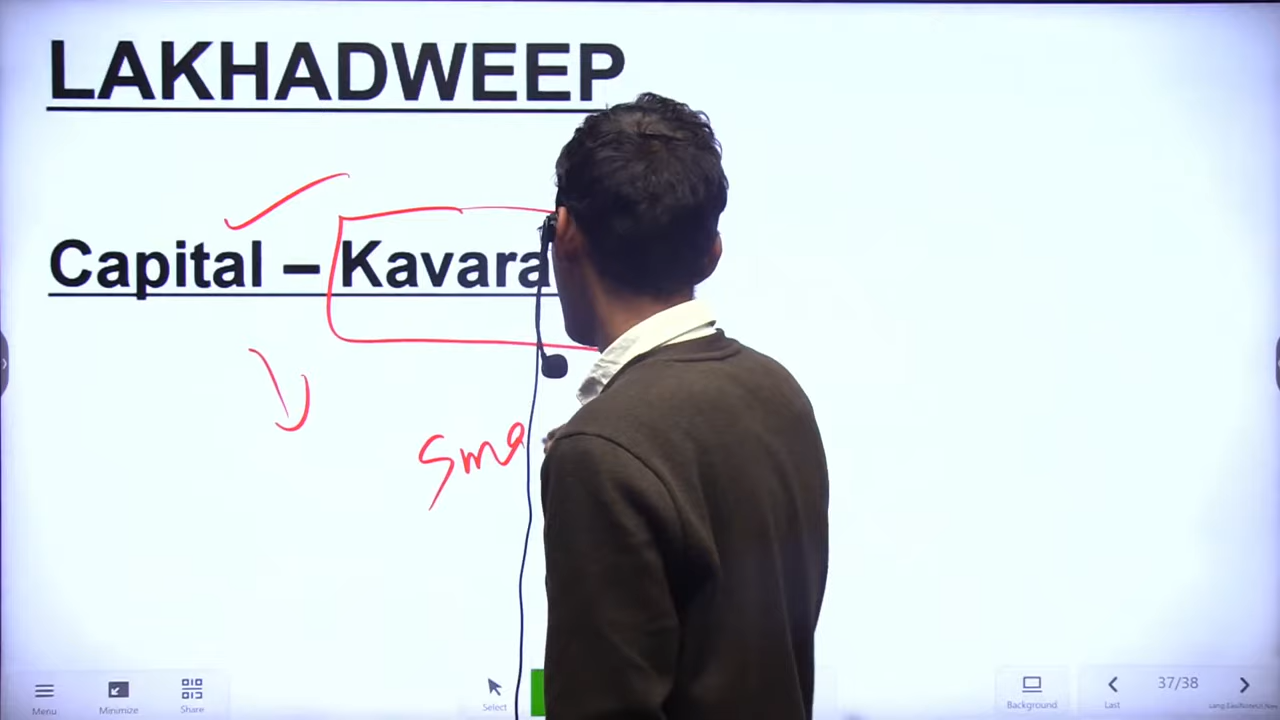 LAKHADWEEP
Capital – Kavara
Sma
Menu
Minimize
Share
Select
Background
Last
37/38